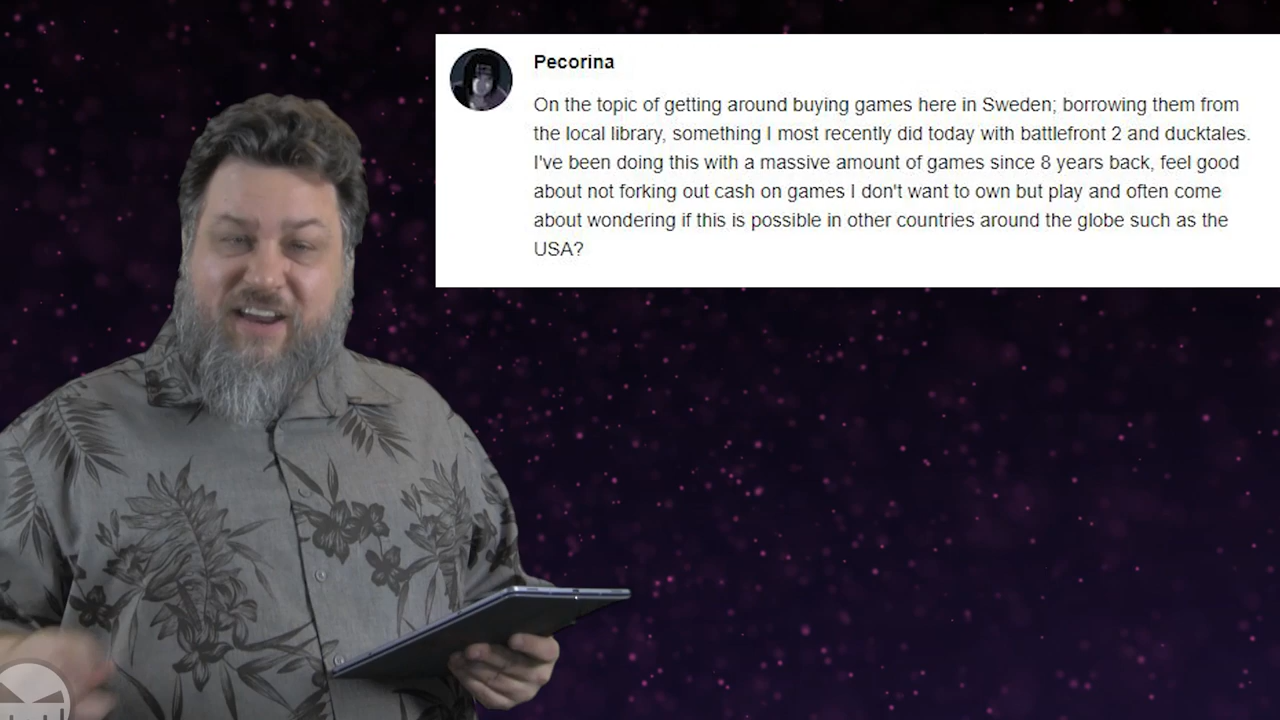 Pecorina
On the topic of getting around buying games here in Sweden; borrowing them from
the local library, something I most recently did today with battlefront 2 and ducktales.
I've been doing this with a massive amount of games since 8 years back, feel good
about not forking out cash on games I don't want to own but play and often come
about wondering if this is possible in other countries around the globe such as the
USA?